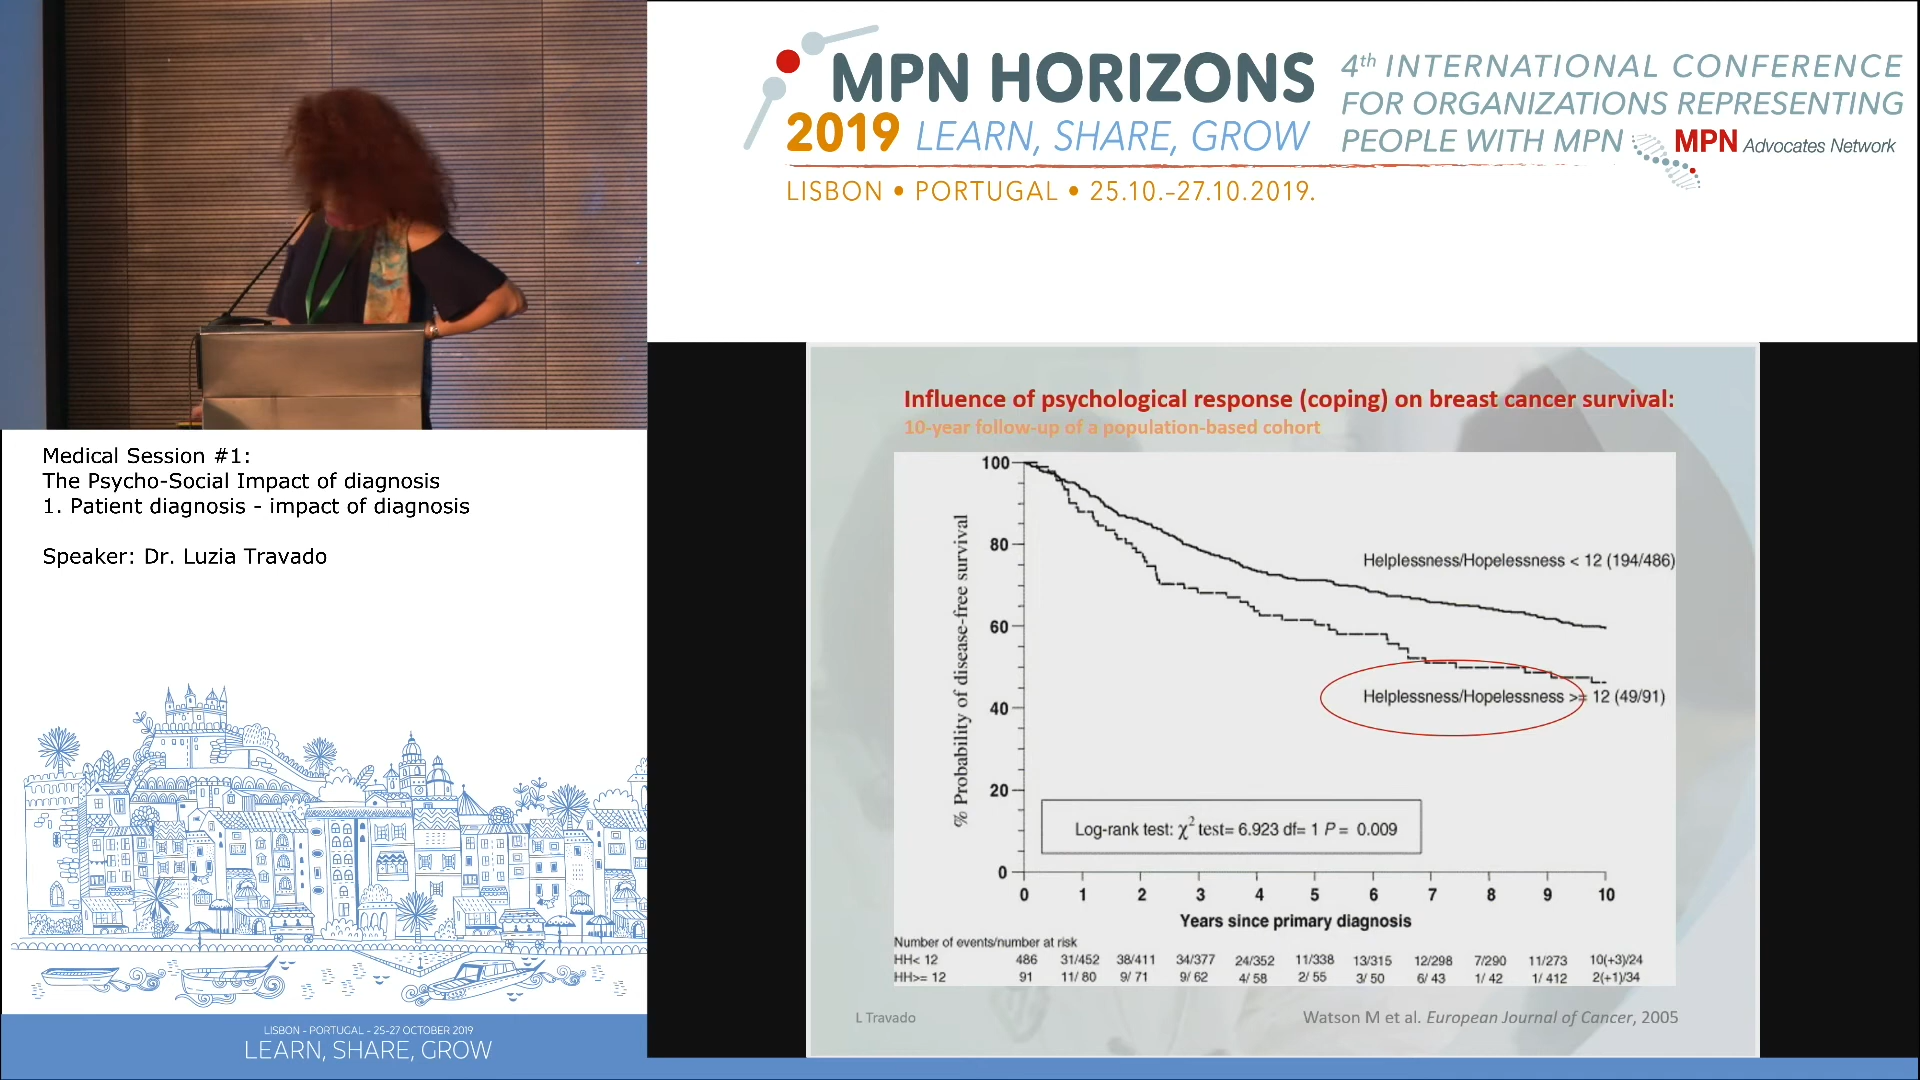 MPN HORIZONS
2019 LEARN, SHARE, GROW
LISBON • PORTUGAL • 25.10.-27.10.2019.
4th INTERNATIONAL CONFERENCE
FOR ORGANIZATIONS REPRESENTING
PEOPLE WITH MPN
MPN Advocates Network
Medical Session #1:
The Psycho-Social Impact of diagnosis
1. Patient diagnosis - impact of diagnosis
Speaker: Dr. Luzia Travado
LISBON - PORTUGAL - 25-27 OCTOBER 2019
LEARN, SHARE, GROW
Influence of psychological response (coping) on breast cancer survival:
10-year follow-up of a population-based cohort
% Probability of disease-free survival
100
80
60
40
20
0
Helplessness/Hopelessness < 12 (194/486)
Helplessness/Hopelessness >= 12 (49/91)
Log-rank test: χ2 test= 6.923 df= 1 P = 0.009
0 1 2 3 4 5 6 7 8 9 10
Years since primary diagnosis
Number of events/number at risk
HH< 12 486 31/452 38/411 34/377 24/352 11/338 13/315 12/298 7/290 11/273 10(+3)/24
HH>= 12 91 11/ 80 9/ 71 9/ 62 4/ 58 2/ 55 3/ 50 6/ 43 1/ 42 1/ 412 2(+1)/34
L Travado
Watson M et al. European Journal of Cancer, 2005